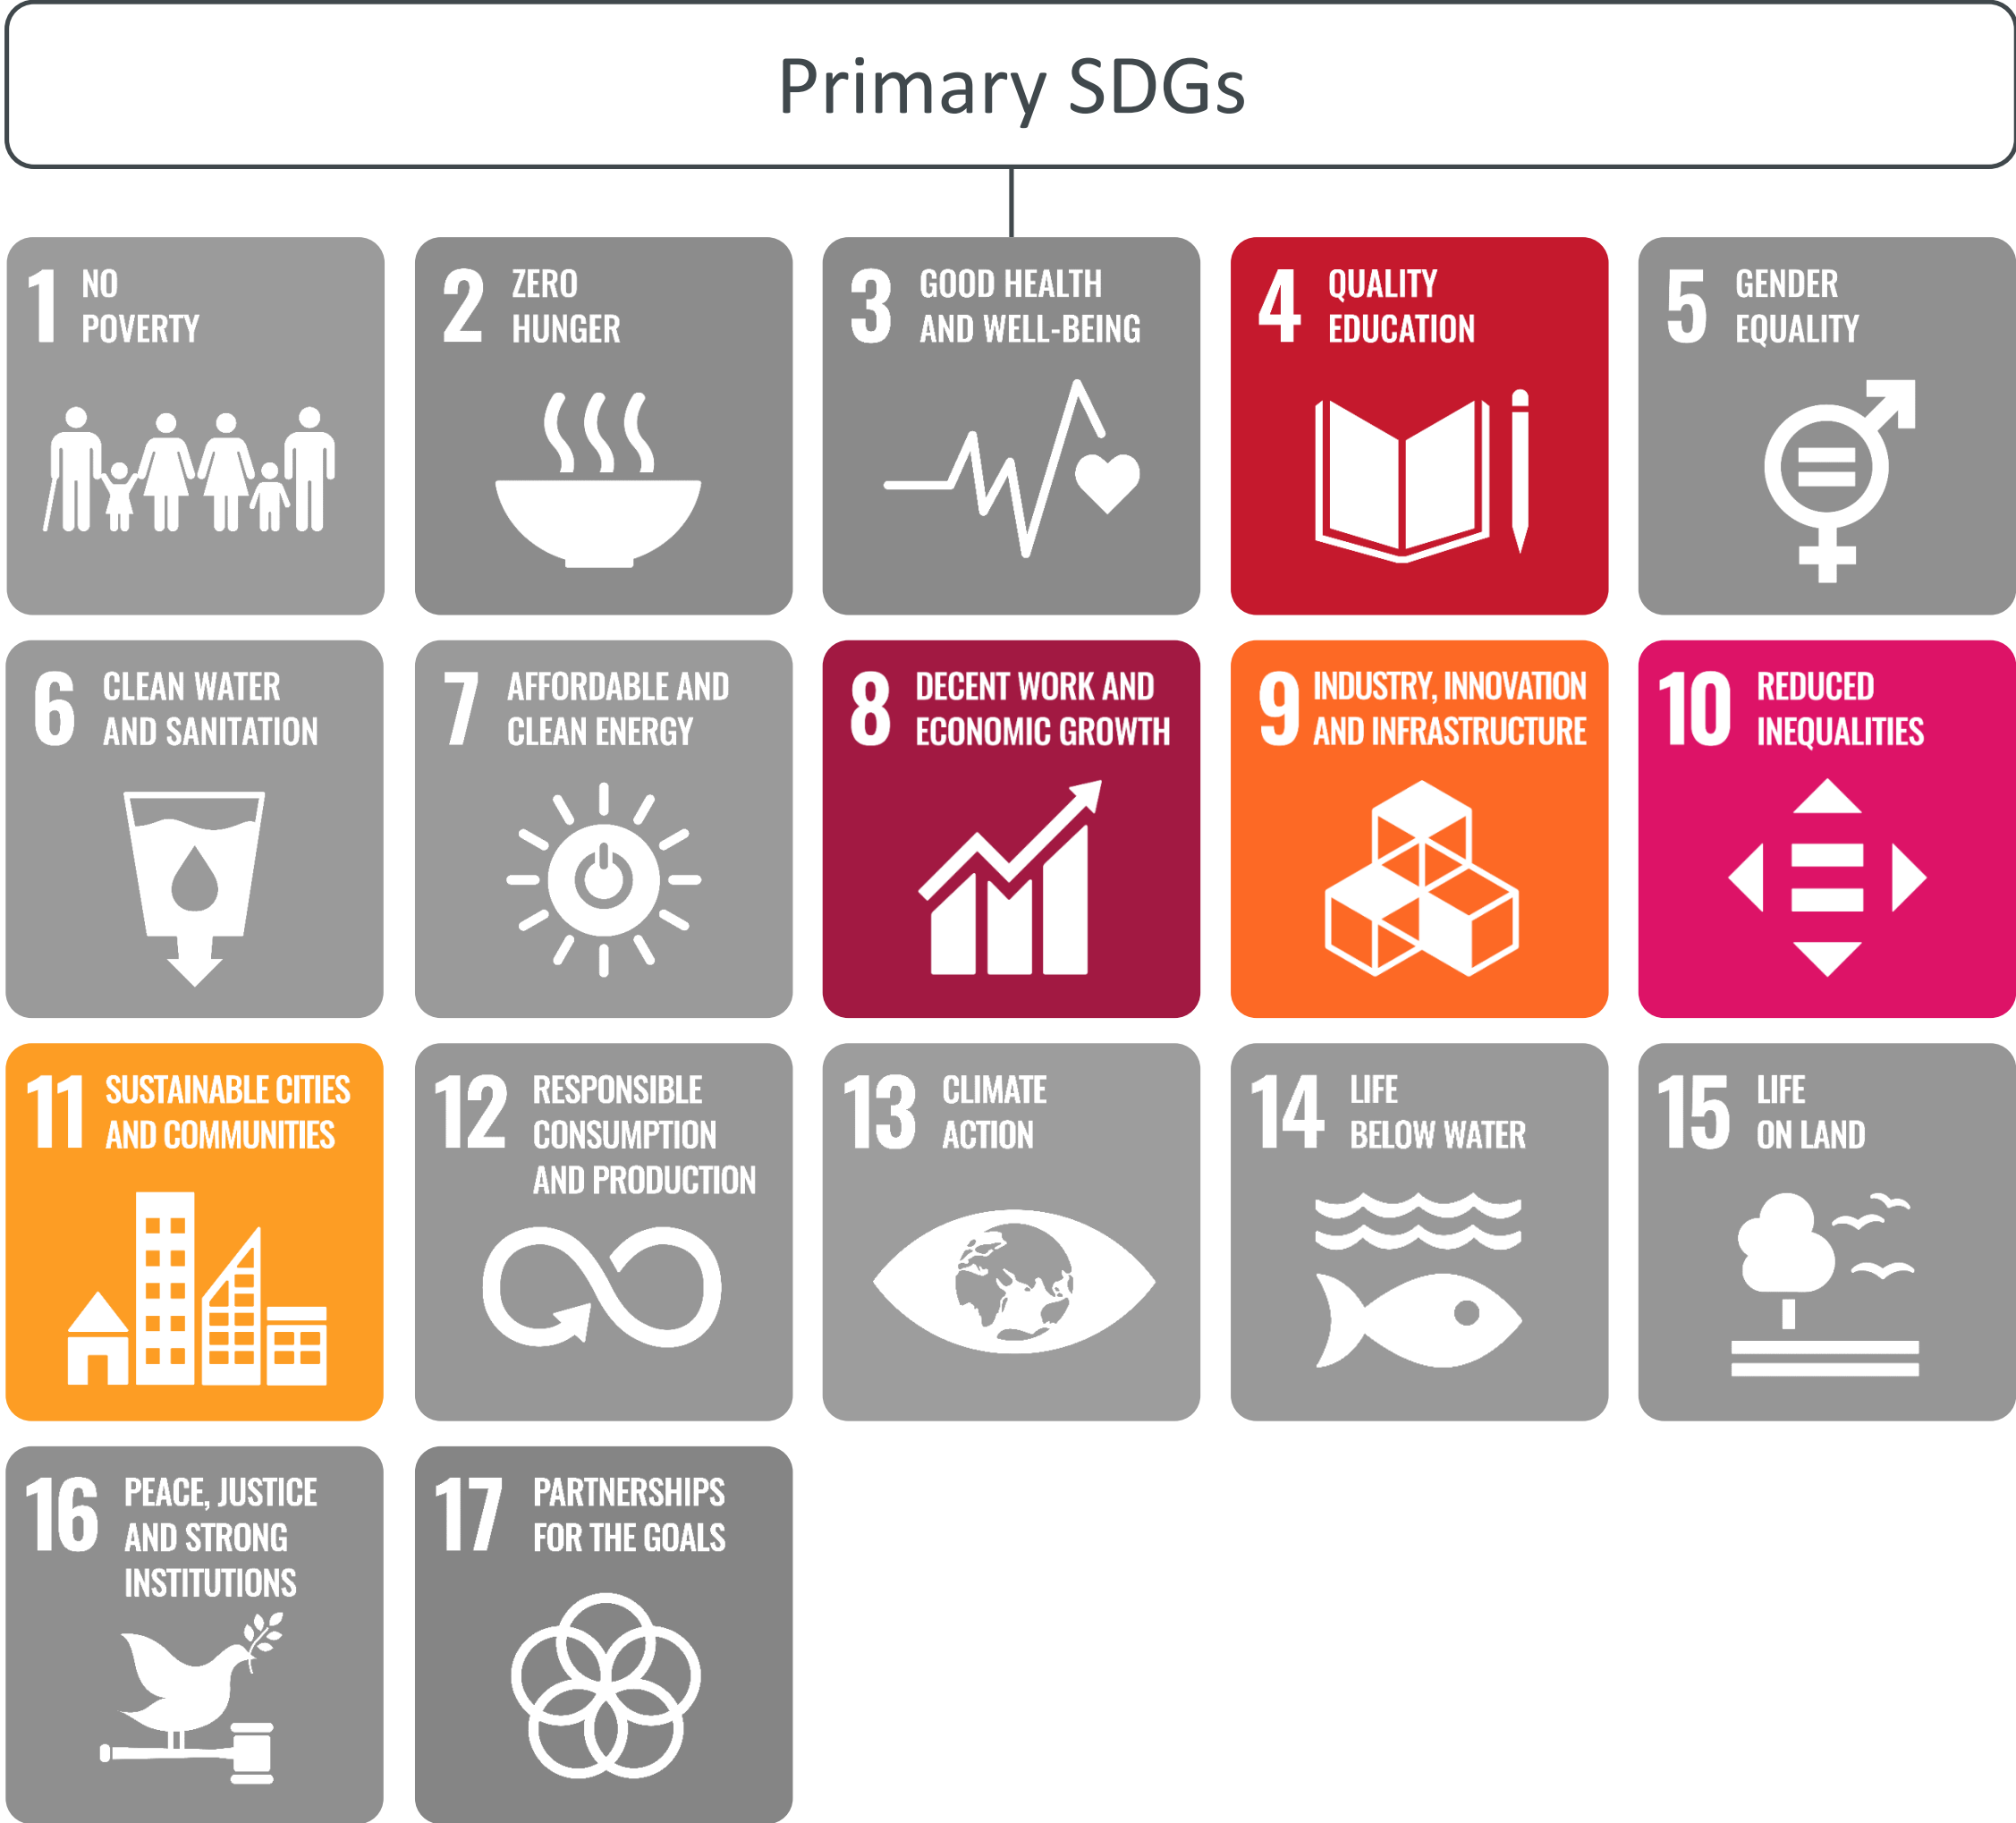 Primary SDGs
1 NO
POVERTY
2 ZERO
HUNGER
3 GOOD HEALTH
AND WELL-BEING
4 QUALITY
EDUCATION
5 GENDER
EQUALITY
6 CLEAN WATER
AND SANITATION
7 AFFORDABLE AND
CLEAN ENERGY
8 DECENT WORK AND
ECONOMIC GROWTH
9 INDUSTRY, INNOVATION
AND INFRASTRUCTURE
10 REDUCED
INEQUALITIES
11 SUSTAINABLE CITIES
AND COMMUNITIES
12 RESPONSIBLE
CONSUMPTION
AND PRODUCTION
13 CLIMATE
ACTION
14 LIFE
BELOW WATER
15 LIFE
ON LAND
16 PEACE, JUSTICE
AND STRONG
INSTITUTIONS
17 PARTNERSHIPS
FOR THE GOALS